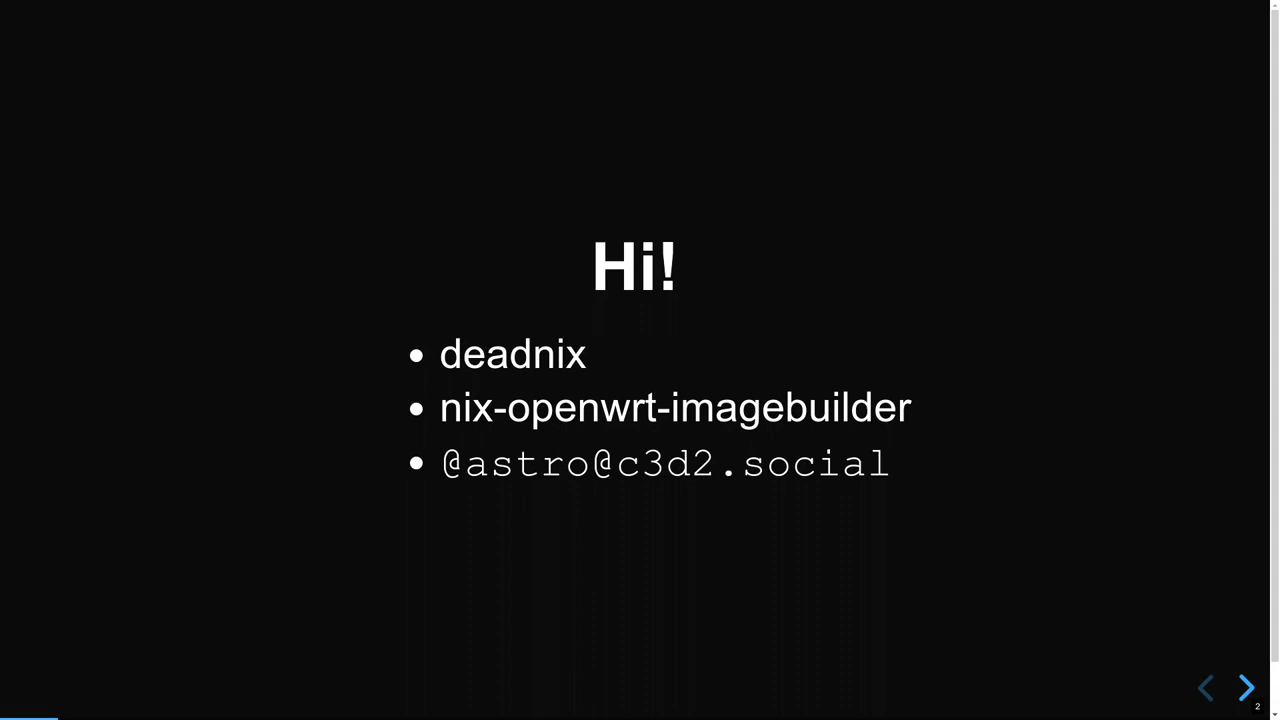 Hi!
• deadnix
• nix-openwrt-imagebuilder
• @astro@c3d2.social
2